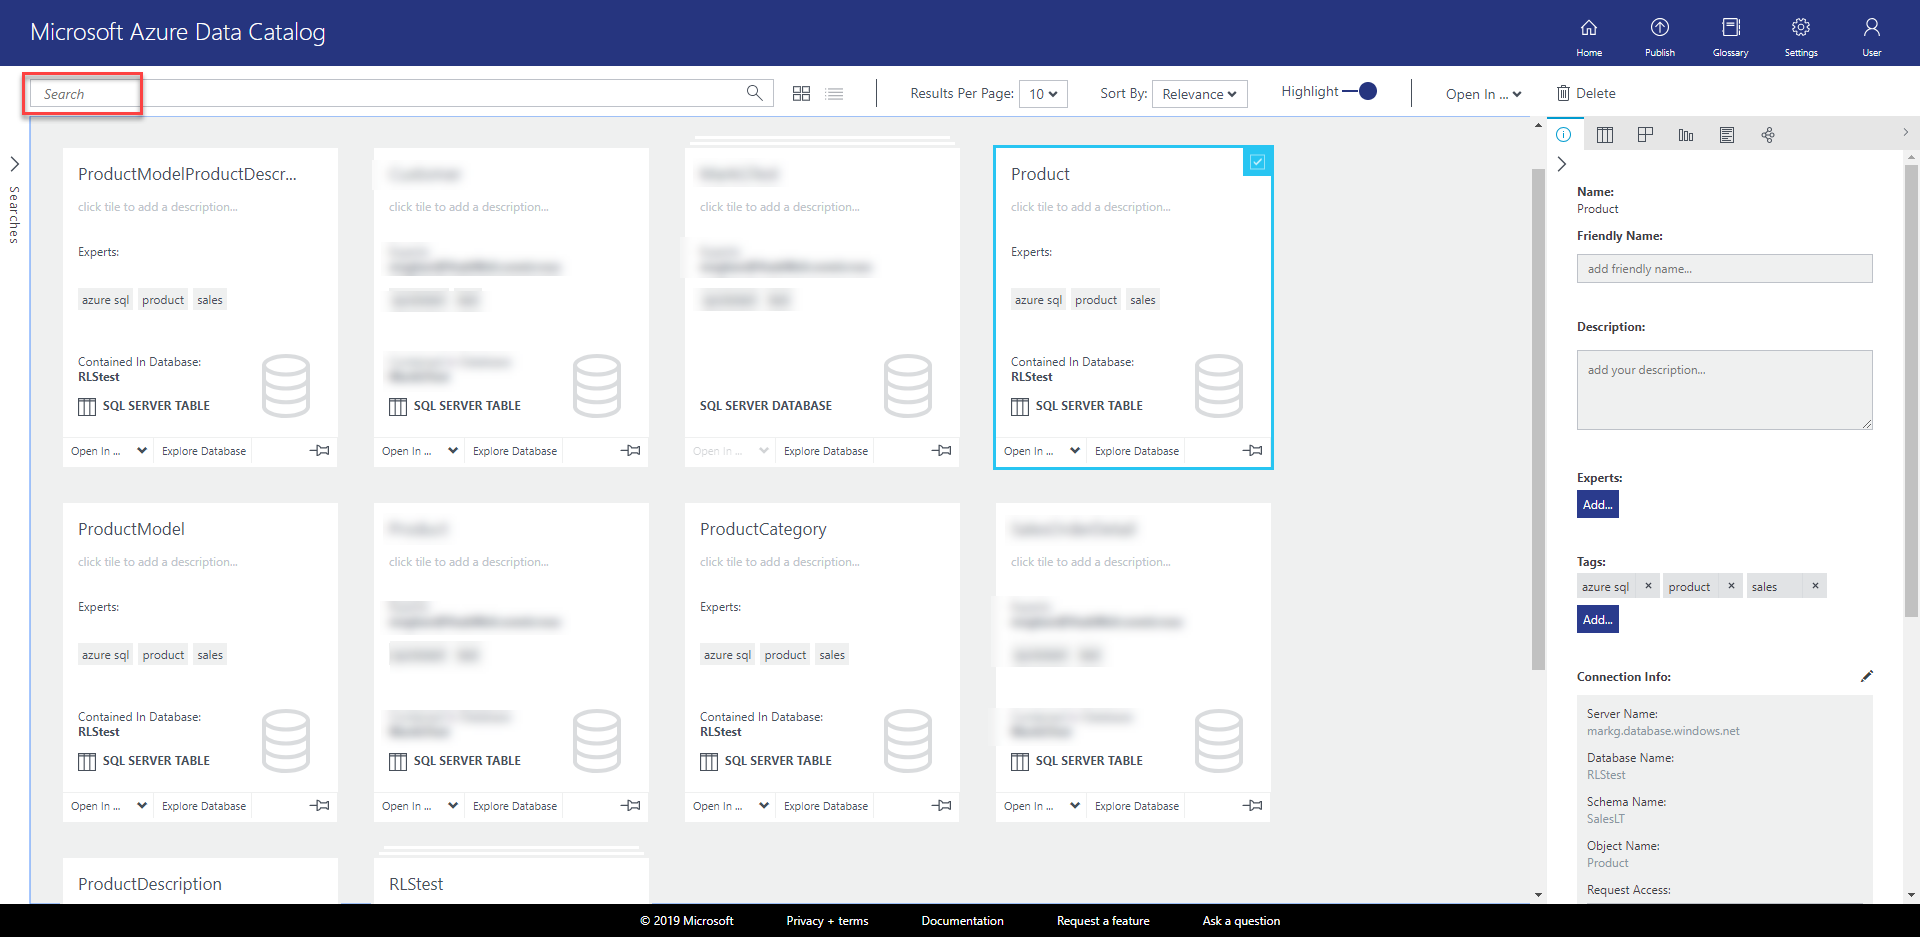 Microsoft Azure Data Catalog
Home
Publish
Glossary
Settings
User
Search
Results Per Page:
10
Sort By:
Relevance
Highlight
Open In ...
Delete
Searches
ProductModelProductDescr...
click tile to add a description...
Experts:
azure sql product sales
Contained In Database:
RLStest
SQL SERVER TABLE
Open In ... Explore Database
click tile to add a description...
SQL SERVER TABLE
Open In ... Explore Database
click tile to add a description...
SQL SERVER DATABASE
Open In ... Explore Database
Product
click tile to add a description...
Experts:
azure sql product sales
Contained In Database:
RLStest
SQL SERVER TABLE
Open In ... Explore Database
ProductModel
click tile to add a description...
Experts:
azure sql product sales
Contained In Database:
RLStest
SQL SERVER TABLE
Open In ... Explore Database
click tile to add a description...
SQL SERVER TABLE
Open In ... Explore Database
ProductCategory
click tile to add a description...
Experts:
azure sql product sales
Contained In Database:
RLStest
SQL SERVER TABLE
Open In ... Explore Database
click tile to add a description...
SQL SERVER TABLE
Open In ... Explore Database
ProductDescription
RLStest
Name:
Product
Friendly Name:
add friendly name...
Description:
add your description...
Experts:
Add...
Tags:
azure sql × product × sales ×
Add...
Connection Info:
Server Name:
markg.database.windows.net
Database Name:
RLStest
Schema Name:
SalesLT
Object Name:
Product
Request Access:
© 2019 Microsoft Privacy + terms Documentation Request a feature Ask a question